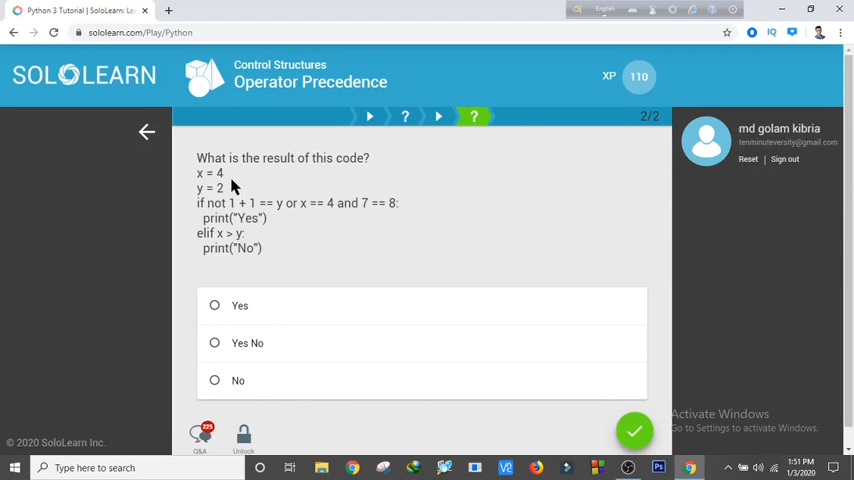 Python 3 Tutorial | SoloLearn: Le
English
sololearn.com/Play/Python
IQ
SOLOLEARN
Control Structures
Operator Precedence
XP 110
? ? 2/2
md golam kibria
tenminuteversity@gmail.com
Reset | Sign out
What is the result of this code?
x = 4
y = 2
if not 1 + 1 == y or x == 4 and 7 == 8:
print("Yes")
elif x > y:
print("No")
Yes
Yes No
No
225
Q&A
Unlock
Activate Windows
Go to Settings to activate Windows.
© 2020 SoloLearn Inc.
Type here to search
Ps
1:51 PM
1/3/2020